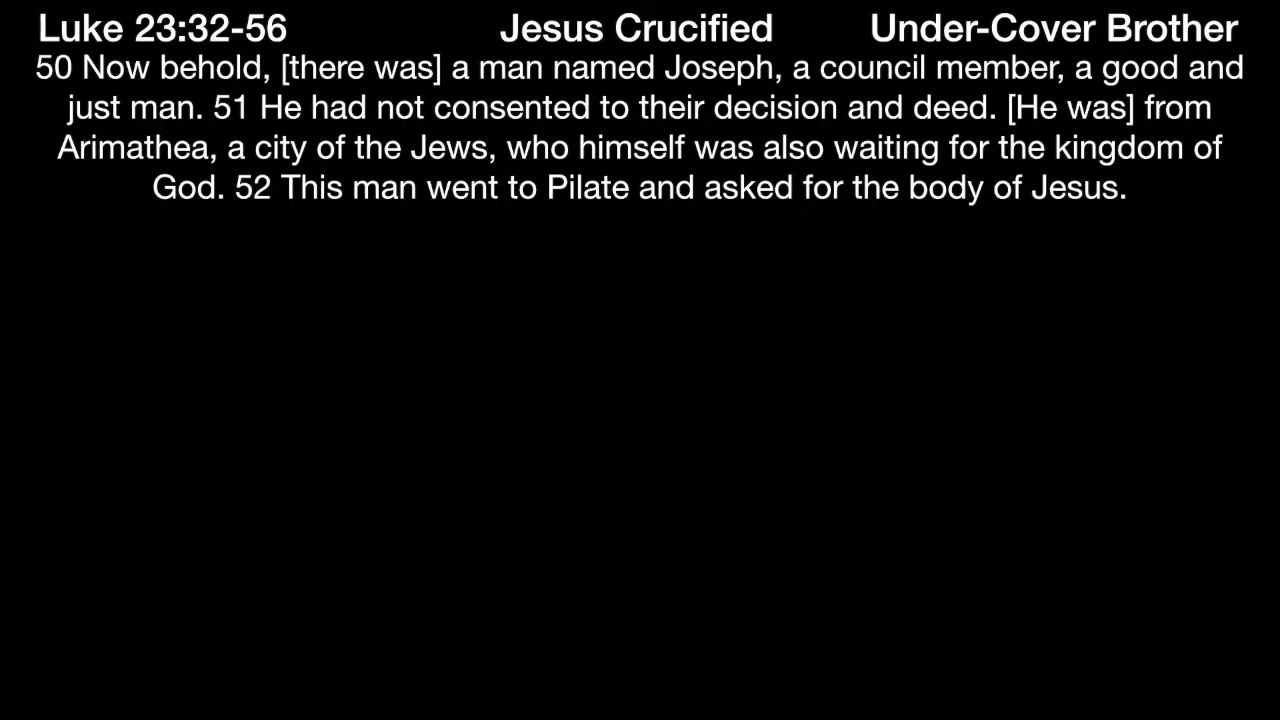 Luke 23:32-56 Jesus Crucified Under-Cover Brother
50 Now behold, [there was] a man named Joseph, a council member, a good and
just man. 51 He had not consented to their decision and deed. [He was] from
Arimathea, a city of the Jews, who himself was also waiting for the kingdom of
God. 52 This man went to Pilate and asked for the body of Jesus.